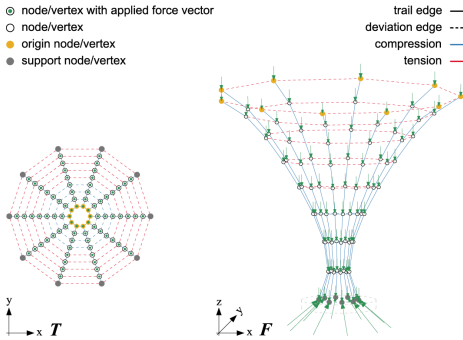 node/vertex with applied force vector
node/vertex
origin node/vertex
support node/vertex
trail edge
deviation edge
compression
tension
y
x T
z
y
x F